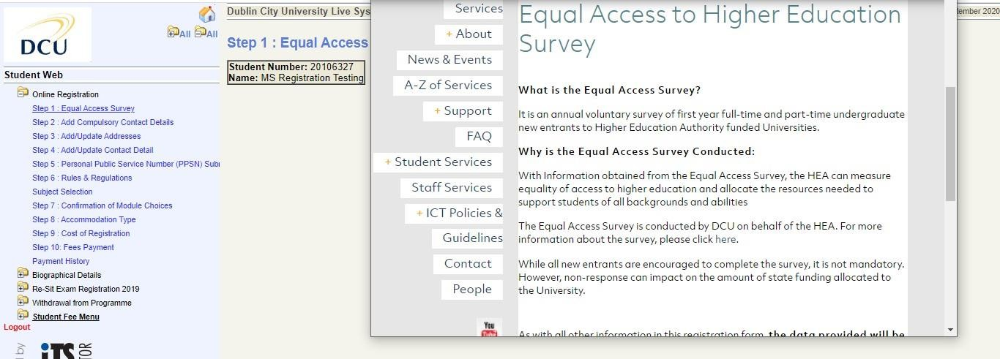 DCU
All
All
Student Web
Online Registration
Step 1 : Equal Access Survey
Step 2 : Add Compulsory Contact Details
Step 3 : Add/Update Addresses
Step 4 : Add/Update Contact Detail
Step 5 : Personal Public Service Number (PPSN) Sub
Step 6 : Rules & Regulations
Subject Selection
Step 7 : Confirmation of Module Choices
Step 8 : Accommodation Type
Step 9 : Cost of Registration
Step 10: Fees Payment
Payment History
Biographical Details
Re-Sit Exam Registration 2019
Withdrawal from Programme
Student Fee Menu
Logout
by
iTS
TOR
Dublin City University Live Sys
tember 2020
Step 1 : Equal Access
Student Number: 20106327
Name: MS Registration Testing
Services
+ About
News & Events
A-Z of Services
+ Support
FAQ
+ Student Services
Staff Services
+ ICT Policies &
Guidelines
Contact
People
You
Tube
Equal Access to Higher Education
Survey
What is the Equal Access Survey?
It is an annual voluntary survey of first year full-time and part-time undergraduate
new entrants to Higher Education Authority funded Universities.
Why is the Equal Access Survey Conducted:
With Information obtained from the Equal Access Survey, the HEA can measure
equality of access to higher education and allocate the resources needed to
support students of all backgrounds and abilities
The Equal Access Survey is conducted by DCU on behalf of the HEA. For more
information about the survey, please click here.
While all new entrants are encouraged to complete the survey, it is not mandatory.
However, non-response can impact on the amount of state funding allocated to
the University.
As with all other information in this registration form, the data provided will be